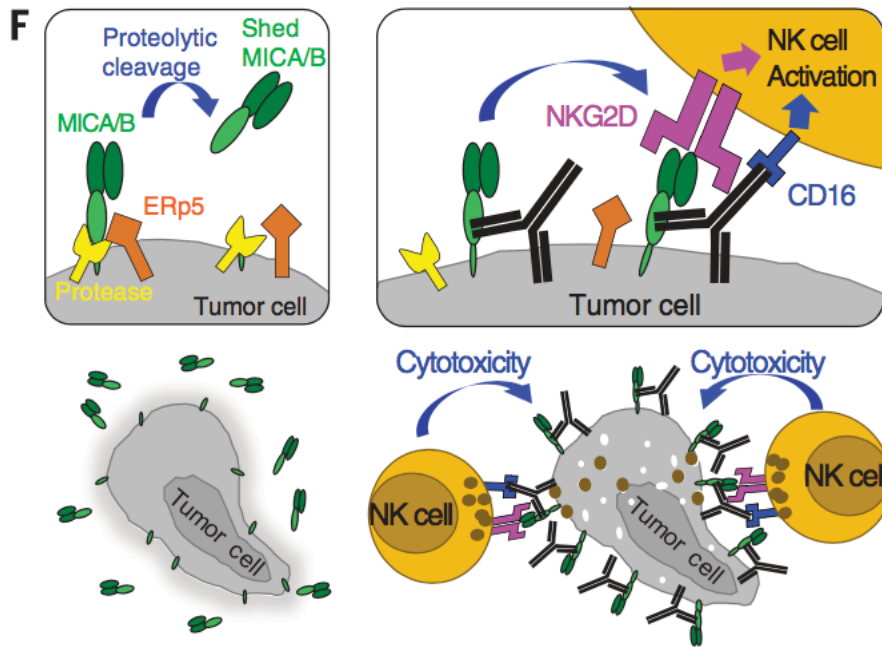 F
Proteolytic
cleavage
Shed
MICA/B
MICA/B
ERp5
Protease
Tumor cell
NK cell
Activation
NKG2D
CD16
Tumor cell
Cytotoxicity
Cytotoxicity
Tumor cell
NK cell
Tumor cell
NK cell